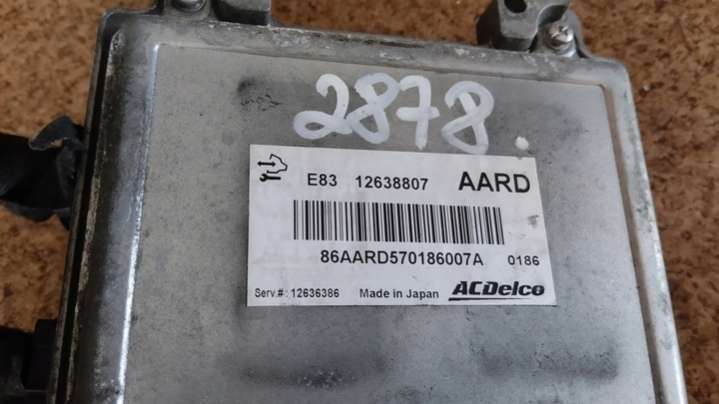 2878.
E83 12638807 AARD
86AARD570186007A 0186
Serv.#: 12636386 Made in Japan ACDelco